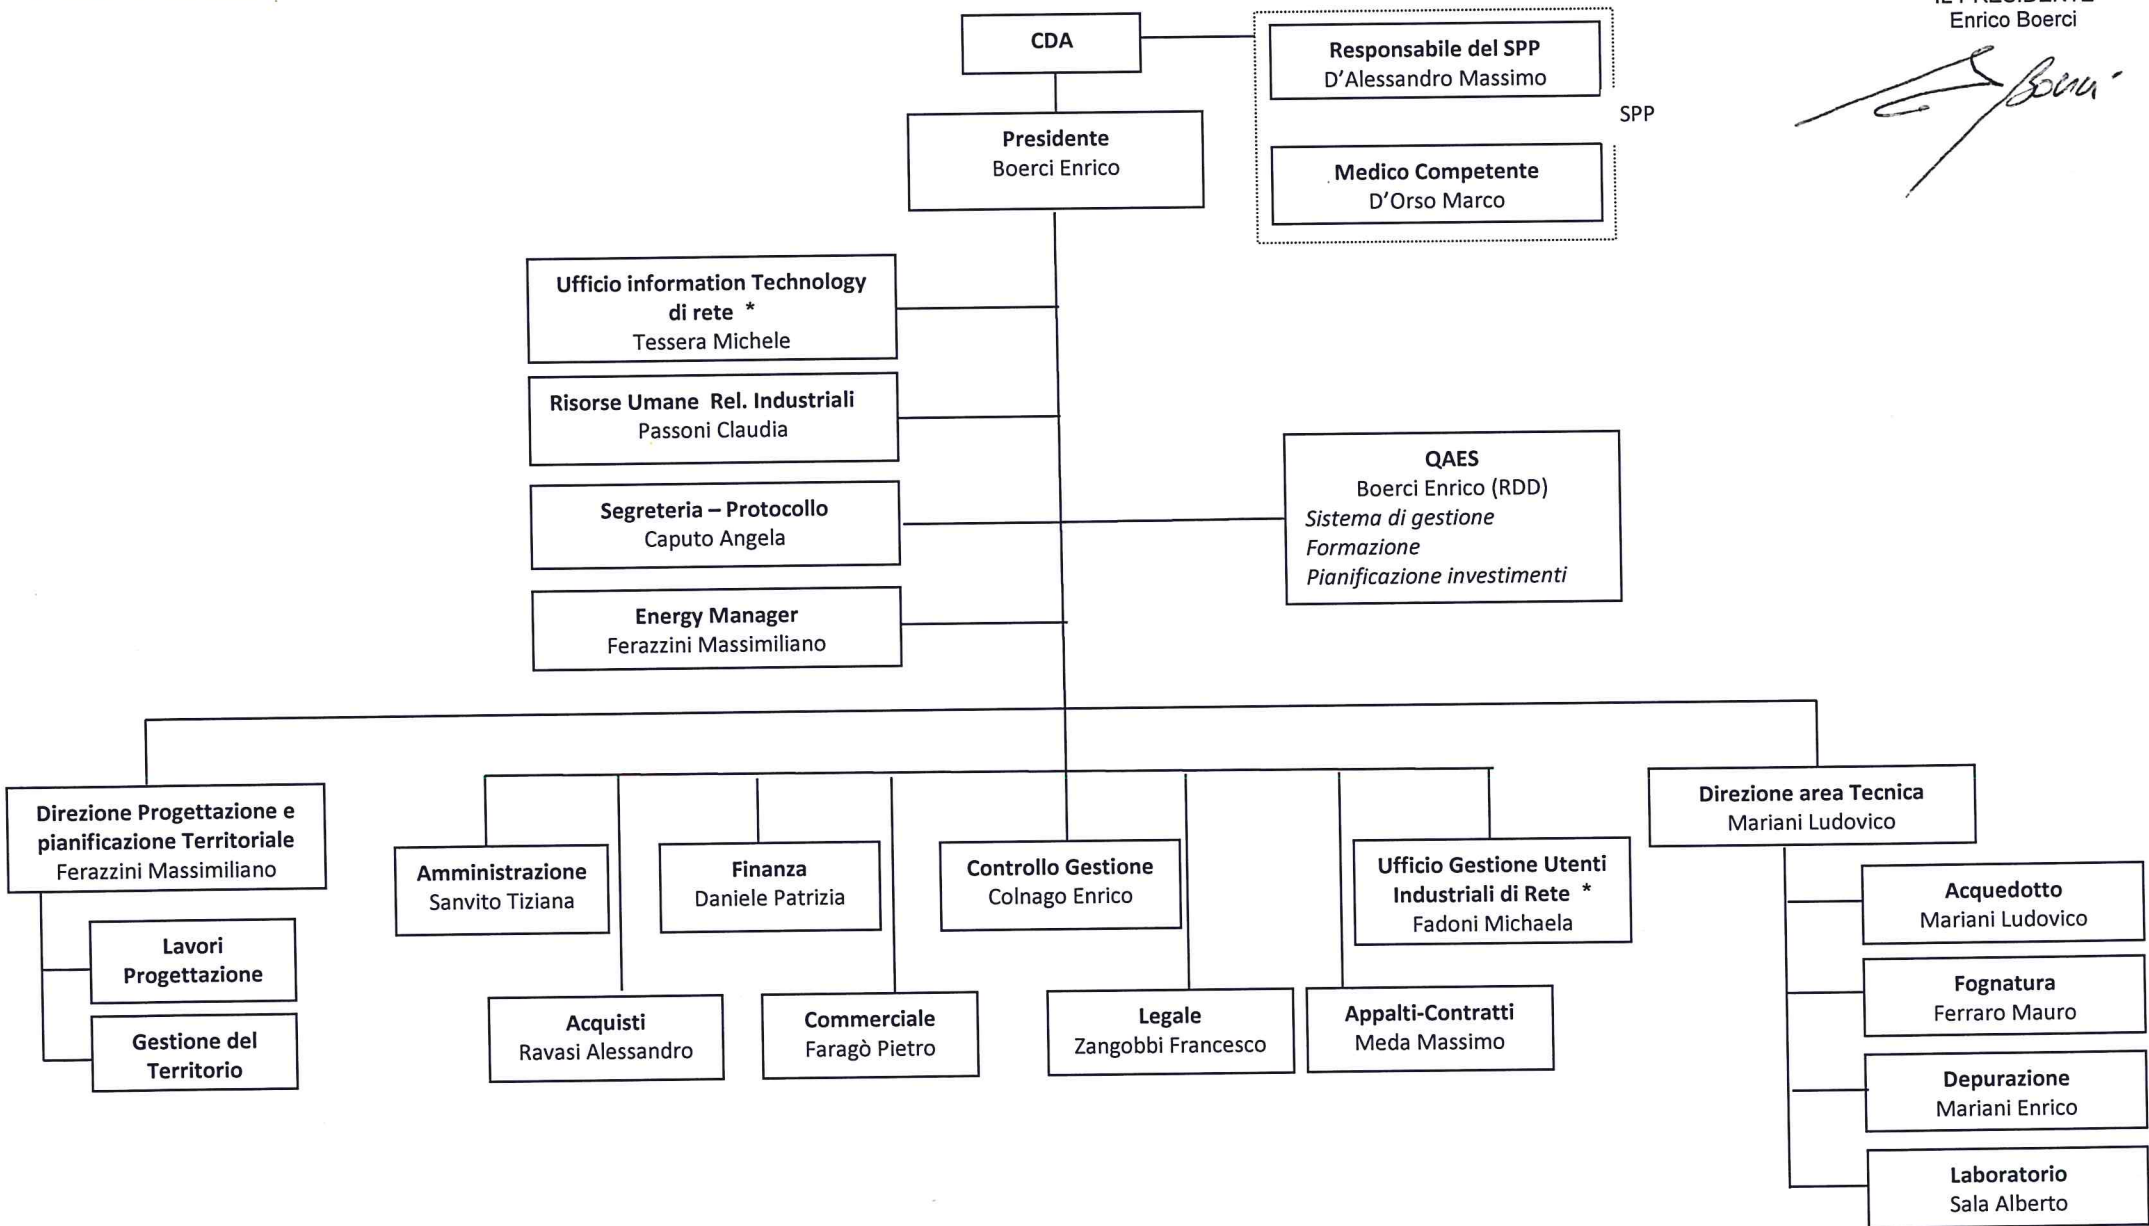 IL PRESIDENTE
Enrico Boerci
Boerci
CDA
Responsabile del SPP
D'Alessandro Massimo
SPP
Presidente
Boerci Enrico
Medico Competente
D'Orso Marco
Ufficio information Technology
di rete *
Tessera Michele
Risorse Umane Rel. Industriali
Passoni Claudia
QAES
Boerci Enrico (RDD)
Sistema di gestione
Formazione
Pianificazione investimenti
Segreteria – Protocollo
Caputo Angela
Energy Manager
Ferazzini Massimiliano
Direzione Progettazione e
pianificazione Territoriale
Ferazzini Massimiliano
Lavori
Progettazione
Gestione del
Territorio
Amministrazione
Sanvito Tiziana
Finanza
Daniele Patrizia
Controllo Gestione
Colnago Enrico
Ufficio Gestione Utenti
Industriali di Rete *
Fadoni Michaela
Acquisti
Ravasi Alessandro
Commerciale
Faragò Pietro
Legale
Zangobbi Francesco
Appalti-Contratti
Meda Massimo
Direzione area Tecnica
Mariani Ludovico
Acquedotto
Mariani Ludovico
Fognatura
Ferraro Mauro
Depurazione
Mariani Enrico
Laboratorio
Sala Alberto